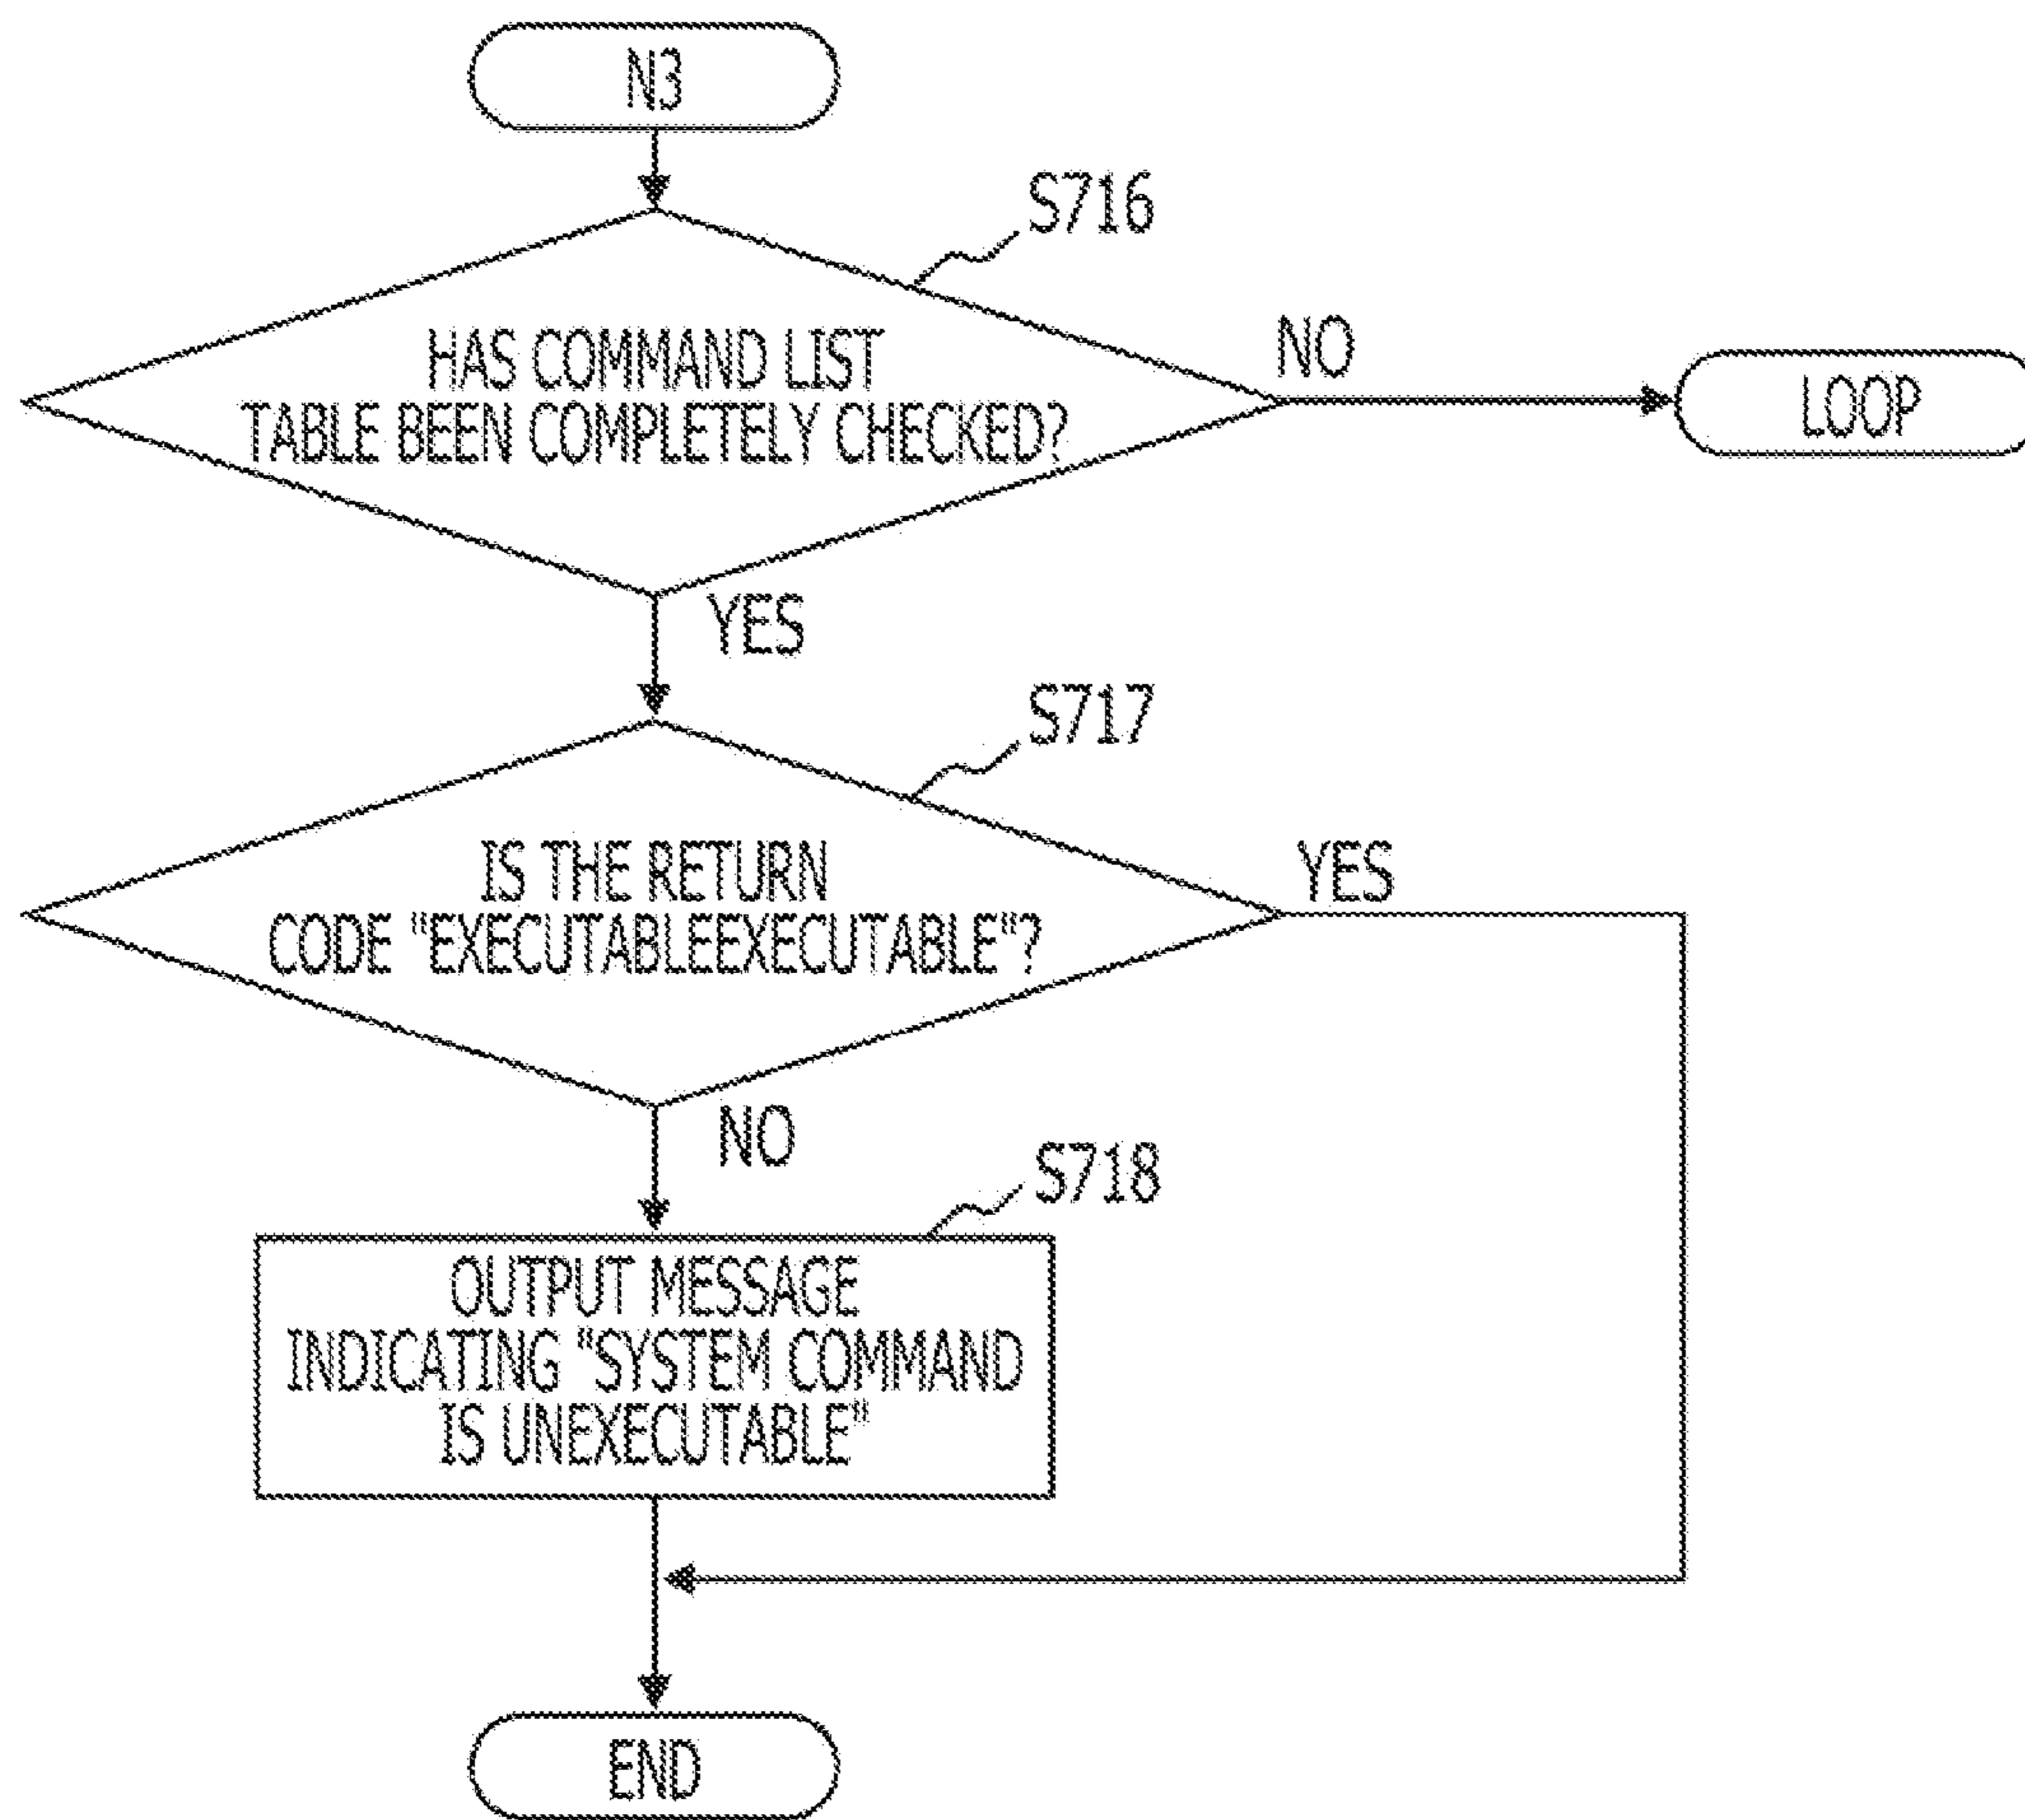 N3
S716
HAS COMMAND LIST
TABLE BEEN COMPLETELY CHECKED?
NO
LOOP
YES
S717
IS THE RETURN
CODE "EXECUTABLEEXECUTABLE"?
YES
NO
S718
OUTPUT MESSAGE
INDICATING "SYSTEM COMMAND
IS UNEXECUTABLE"
END